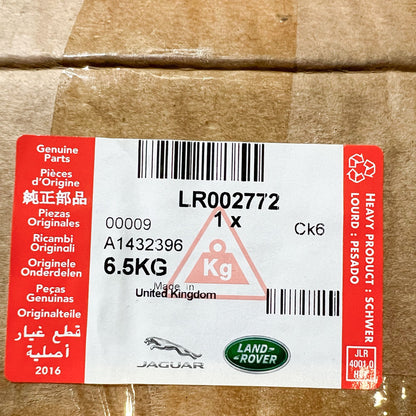 Genuine
Parts
Pièces
d'Origine
純正部品
Piezas
Originales
Ricambi
Originali
Originele
Onderdelen
Peças
Genuinas
Originalteile
قطع غيار
أصلية
2016
LR002772
1 x
00009
Ck6
A1432396
6.5KG
Kg
Made in
United Kingdom
JAGUAR
LAND-
-ROVER
HEAVY PRODUCT : SCHWER
LOURD : PESADO
JLR
4001.0